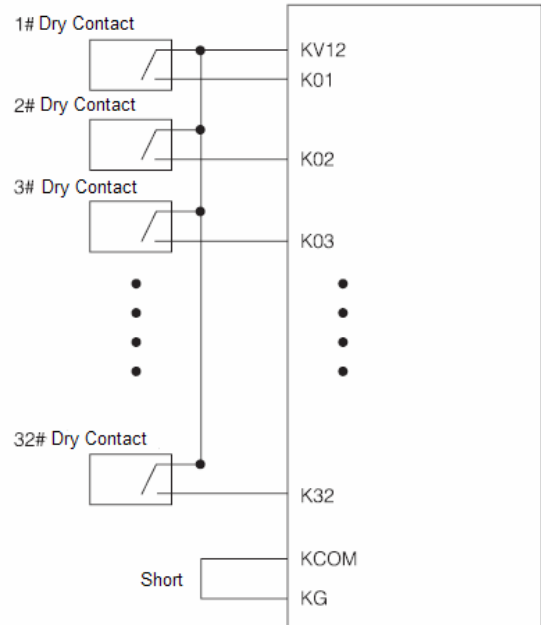 1# Dry Contact
KV12
K01
2# Dry Contact
K02
3# Dry Contact
K03
32# Dry Contact
K32
KCOM
Short
KG